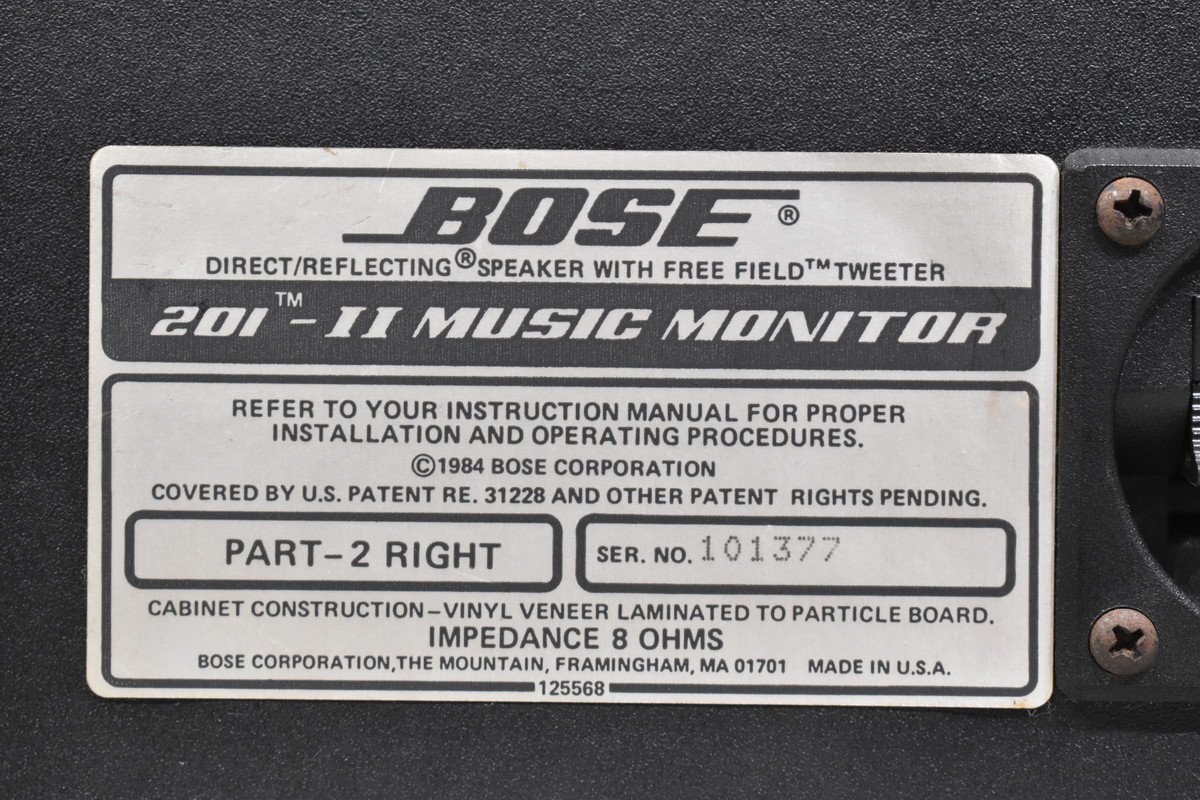 BOSE®
DIRECT/REFLECTING® SPEAKER WITH FREE FIELD™ TWEETER
201™-II MUSIC MONITOR
REFER TO YOUR INSTRUCTION MANUAL FOR PROPER
INSTALLATION AND OPERATING PROCEDURES.
©1984 BOSE CORPORATION
COVERED BY U.S. PATENT RE. 31228 AND OTHER PATENT RIGHTS PENDING.
PART-2 RIGHT
SER. NO. 101377
CABINET CONSTRUCTION-VINYL VENEER LAMINATED TO PARTICLE BOARD.
IMPEDANCE 8 OHMS
BOSE CORPORATION, THE MOUNTAIN, FRAMINGHAM, MA 01701 MADE IN U.S.A.
125568